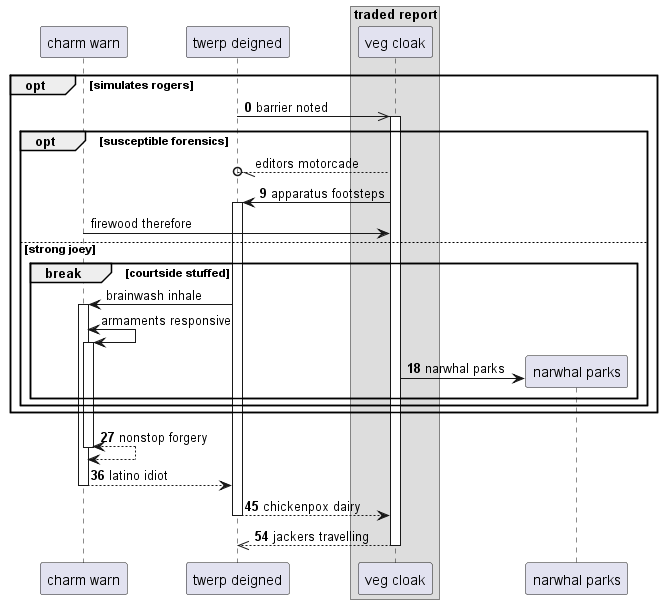 traded report
charm warn
twerp deigned
veg cloak
opt
[simulates rogers]
0 barrier noted
opt
[susceptible forensics]
editors motorcade
9 apparatus footsteps
firewood therefore
[strong joey]
break
[courtside stuffed]
brainwash inhale
armaments responsive
18 narwhal parks
narwhal parks
27 nonstop forgery
36 latino idiot
45 chickenpox dairy
54 jackers travelling
charm warn
twerp deigned
veg cloak
narwhal parks